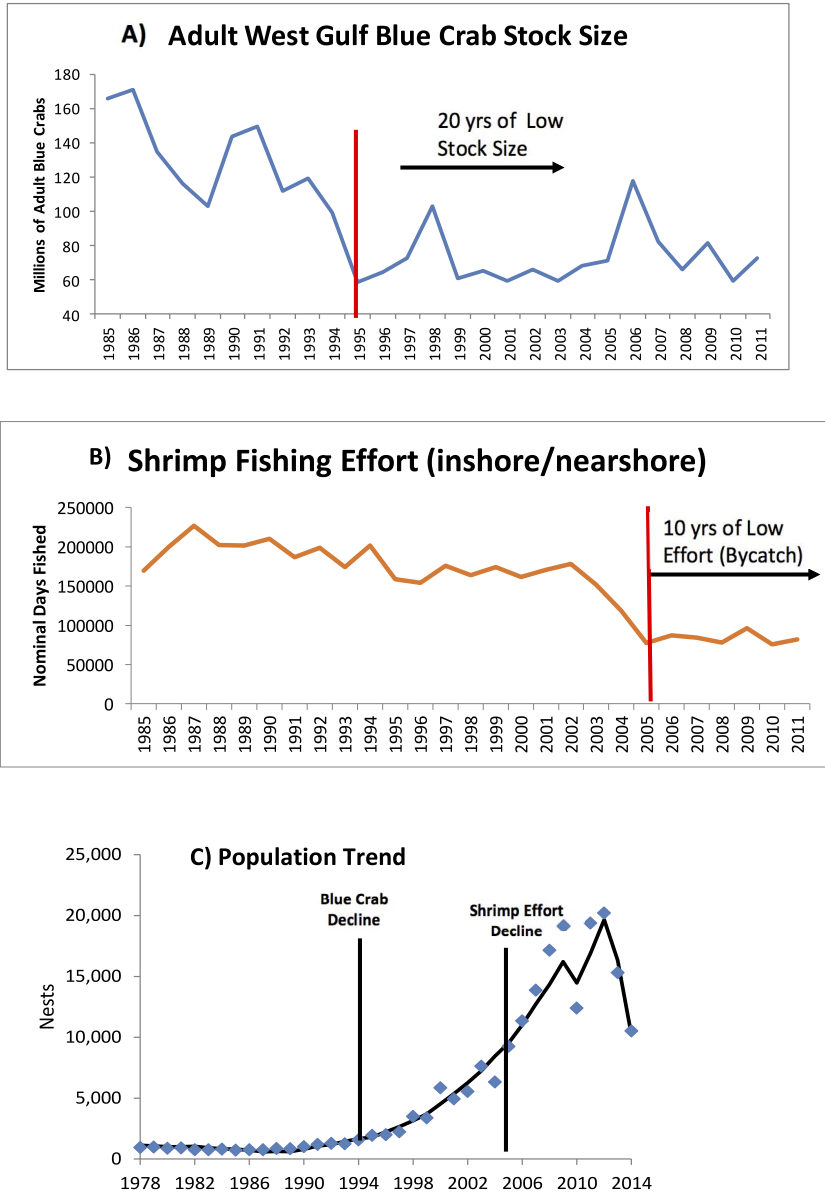 A) Adult West Gulf Blue Crab Stock Size
Millions of Adult Blue Crabs
180
160
140
120
100
80
60
40
20 yrs of Low
Stock Size
1985 1986 1987 1988 1989 1990 1991 1992 1993 1994 1995 1996 1997 1998 1999 2000 2001 2002 2003 2004 2005 2006 2007 2008 2009 2010 2011
B) Shrimp Fishing Effort (inshore/nearshore)
Nominal Days Fished
250000
200000
150000
100000
50000
0
10 yrs of Low
Effort (Bycatch)
1985 1986 1987 1988 1989 1990 1991 1992 1993 1994 1995 1996 1997 1998 1999 2000 2001 2002 2003 2004 2005 2006 2007 2008 2009 2010 2011
C) Population Trend
Nests
25,000
20,000
15,000
10,000
5,000
0
Blue Crab
Decline
Shrimp Effort
Decline
1978 1982 1986 1990 1994 1998 2002 2006 2010 2014